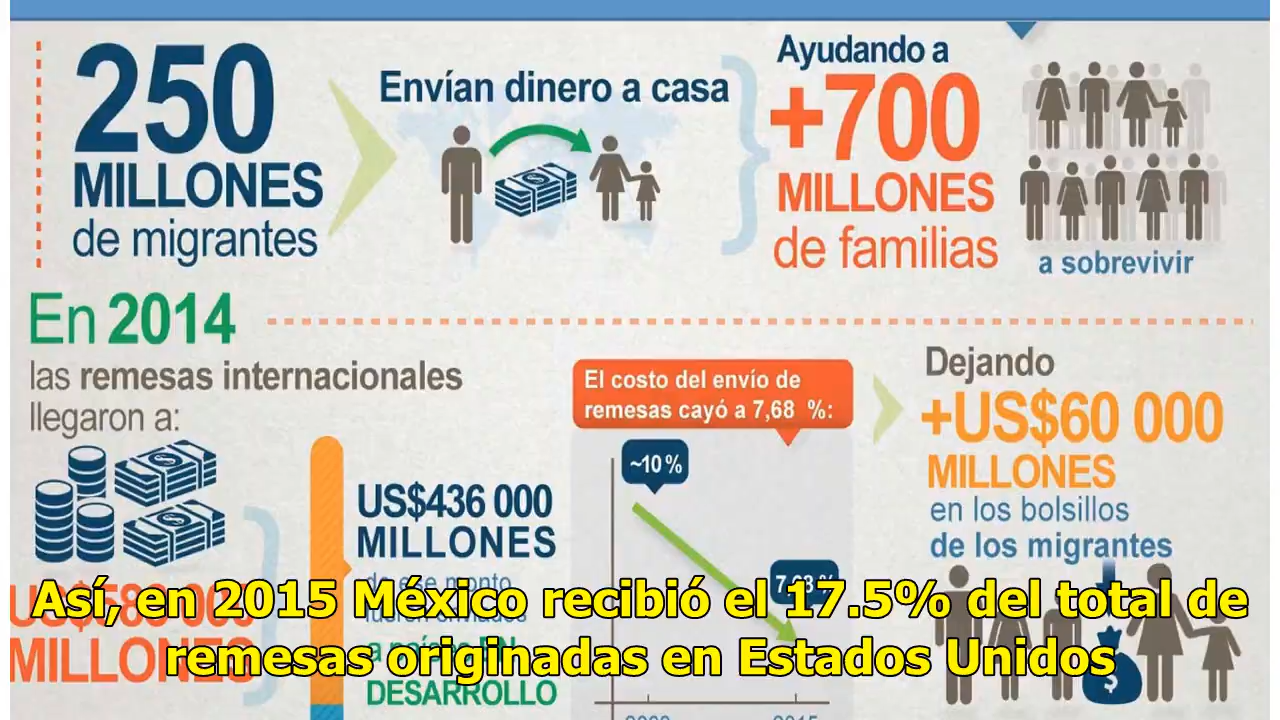 250
MILLONES
de migrantes
Envían dinero a casa
Ayudando a
+700
MILLONES
de familias
a sobrevivir
En 2014
las remesas internacionales
llegaron a:
MILLONES
US$436 000
MILLONES
de ese monto
DESARROLLO
El costo del envío de
remesas cayó a 7,68 %:
~10 %
Dejando
+US$60 000
MILLONES
en los bolsillos
de los migrantes
$
Así, en 2015 México recibió el 17.5% del total de
remesas originadas en Estados Unidos